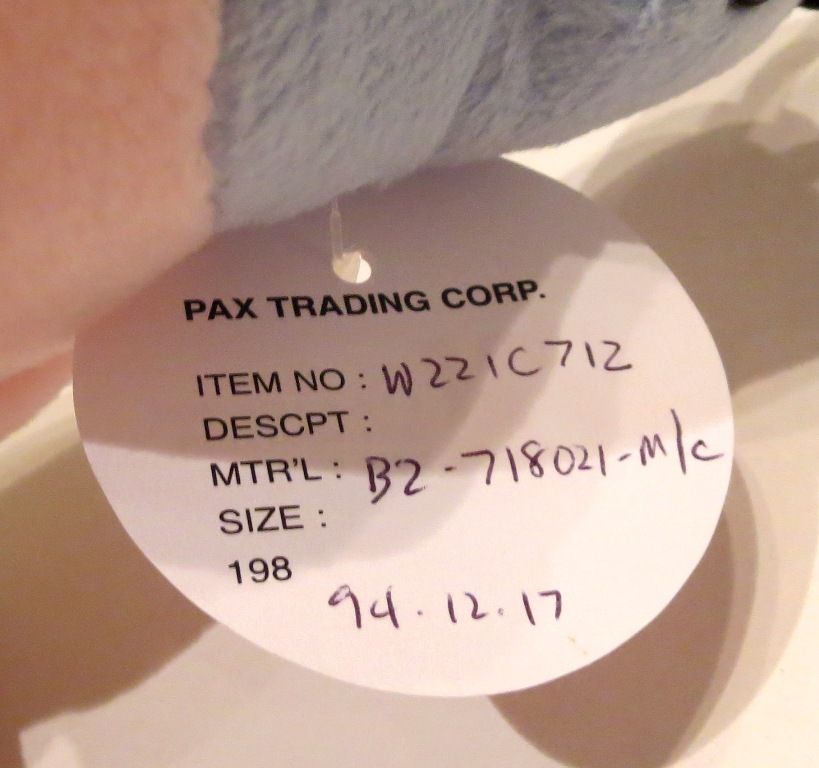 PAX TRADING CORP.
ITEM NO : W221C712
DESCPT :
MTR'L : B2-718021-M/C
SIZE :
198
94.12.17